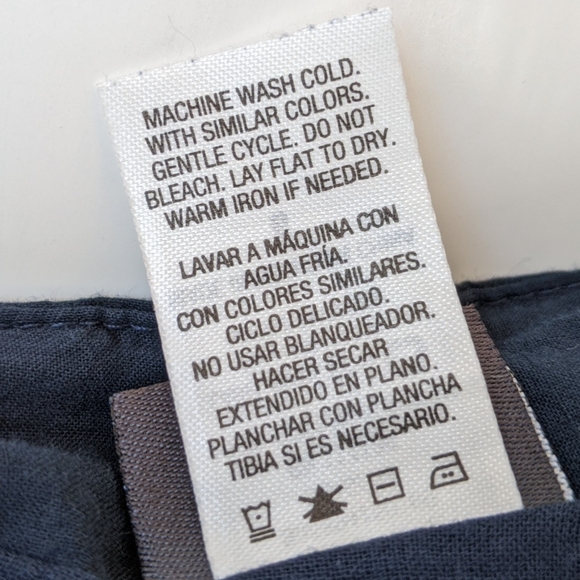 MACHINE WASH COLD.
WITH SIMILAR COLORS.
GENTLE CYCLE. DO NOT
BLEACH. LAY FLAT TO DRY.
WARM IRON IF NEEDED.
LAVAR A MÁQUINA CON
AGUA FRÍA.
CON COLORES SIMILARES.
CICLO DELICADO.
NO USAR BLANQUEADOR.
HACER SECAR
EXTENDIDO EN PLANO.
PLANCHAR CON PLANCHA
TIBIA SI ES NECESARIO.